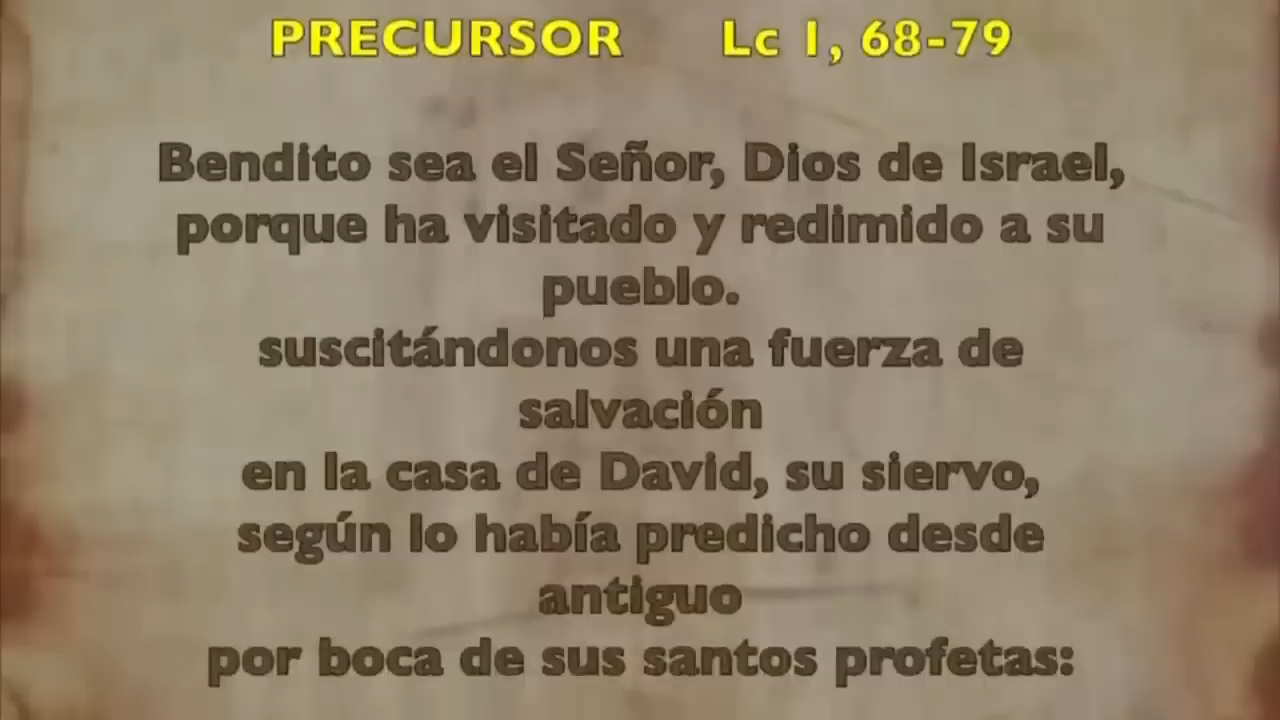 PRECURSOR Lc 1, 68-79
Bendito sea el Señor, Dios de Israel,
porque ha visitado y redimido a su
pueblo.
suscitándonos una fuerza de
salvación
en la casa de David, su siervo,
según lo había predicho desde
antiguo
por boca de sus santos profetas: